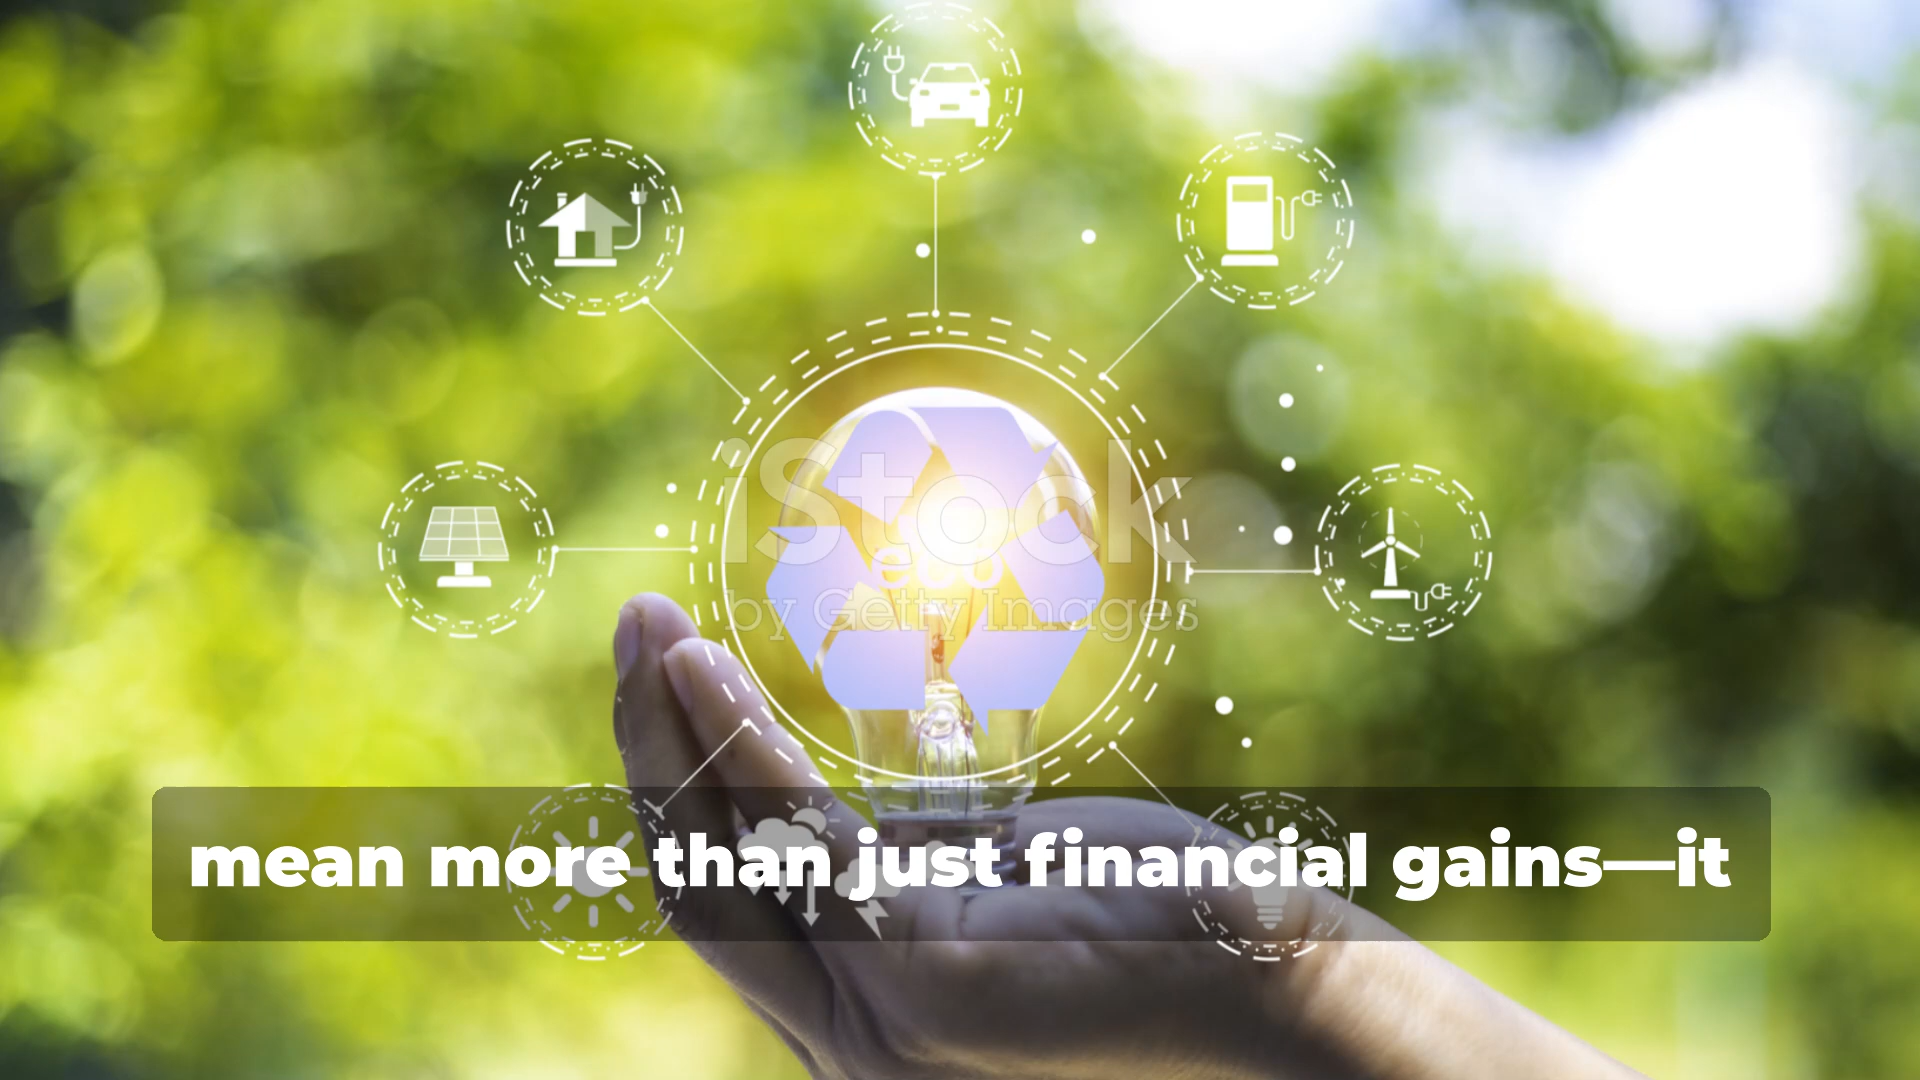 iStock
eco
by Getty Images
mean more than just financial gains—it